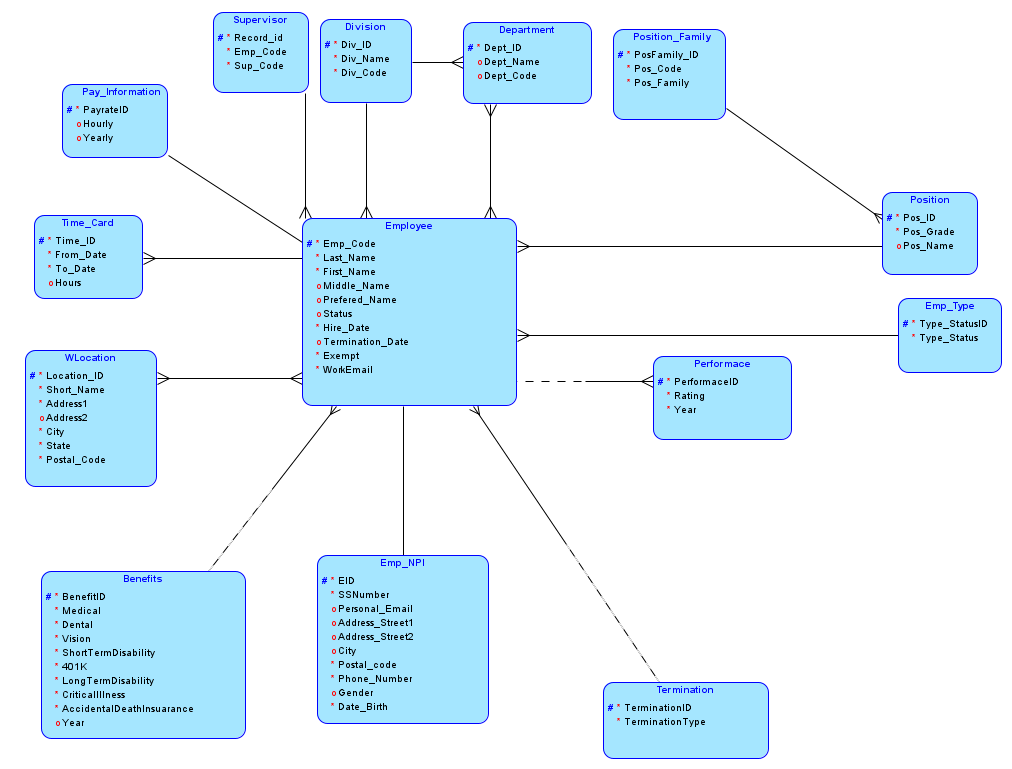 Supervisor
# * Record_id
* Emp_Code
* Sup_Code
Division
# * Div_ID
* Div_Name
* Div_Code
Department
# * Dept_ID
o Dept_Name
o Dept_Code
Position_Family
# * PosFamily_ID
* Pos_Code
* Pos_Family
Pay_Information
# * PayrateID
o Hourly
o Yearly
Time_Card
# * Time_ID
* From_Date
* To_Date
o Hours
Employee
# * Emp_Code
* Last_Name
* First_Name
o Middle_Name
o Prefered_Name
o Status
* Hire_Date
o Termination_Date
* Exempt
* WorkEmail
Position
# * Pos_ID
* Pos_Grade
o Pos_Name
Emp_Type
# * Type_StatusID
* Type_Status
WLocation
# * Location_ID
* Short_Name
* Address1
o Address2
* City
* State
* Postal_Code
Performace
# * PerformaceID
* Rating
* Year
Benefits
# * BenefitID
* Medical
* Dental
* Vision
* ShortTermDisability
* 401K
* LongTermDisability
* CriticalIllness
* AccidentalDeathInsuarance
o Year
Emp_NPI
# * EID
* SSNumber
o Personal_Email
o Address_Street1
o Address_Street2
o City
* Postal_code
* Phone_Number
o Gender
* Date_Birth
Termination
# * TerminationID
* TerminationType